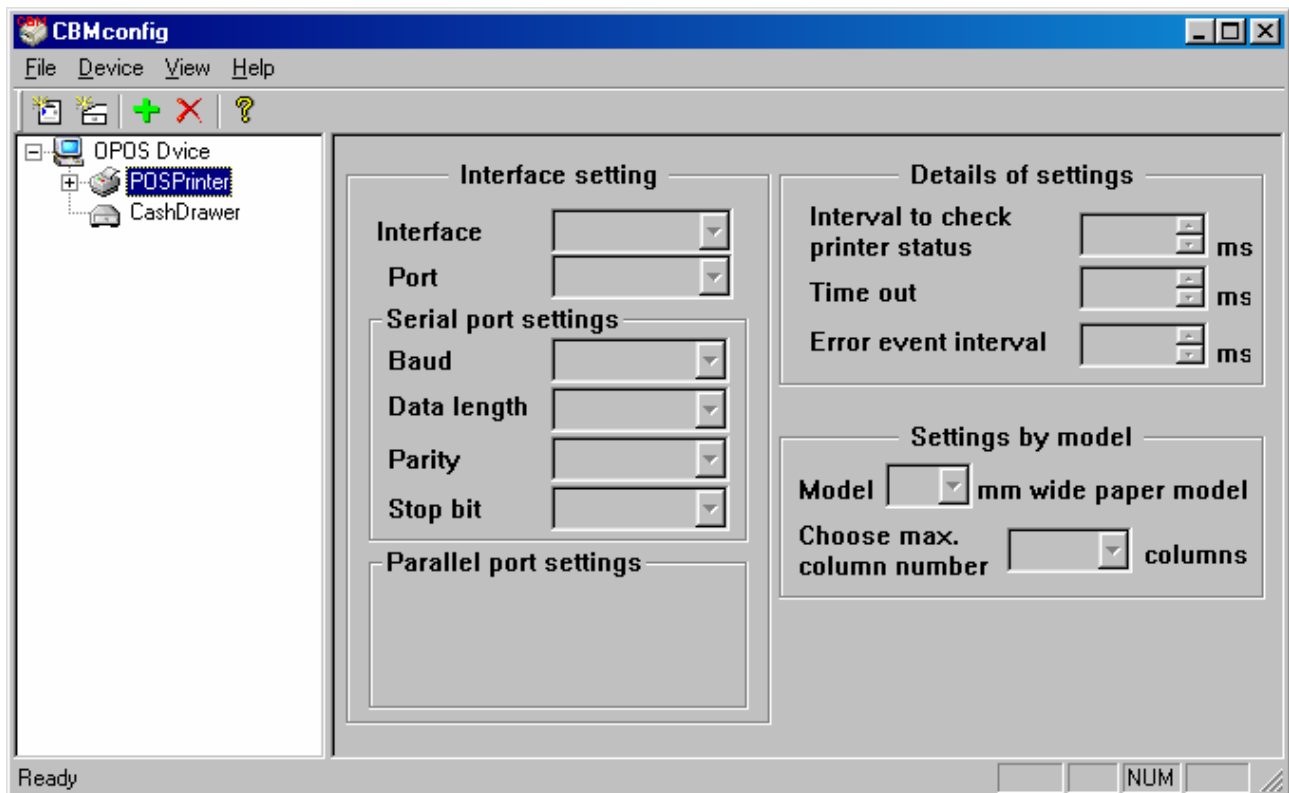 CBM
CBMconfig
File Device View Help
OPOS Dvice
POSPrinter
CashDrawer
Interface setting
Interface
Port
Serial port settings
Baud
Data length
Parity
Stop bit
Parallel port settings
Details of settings
Interval to check
printer status ms
Time out ms
Error event interval ms
Settings by model
Model mm wide paper model
Choose max.
column number columns
Ready NUM